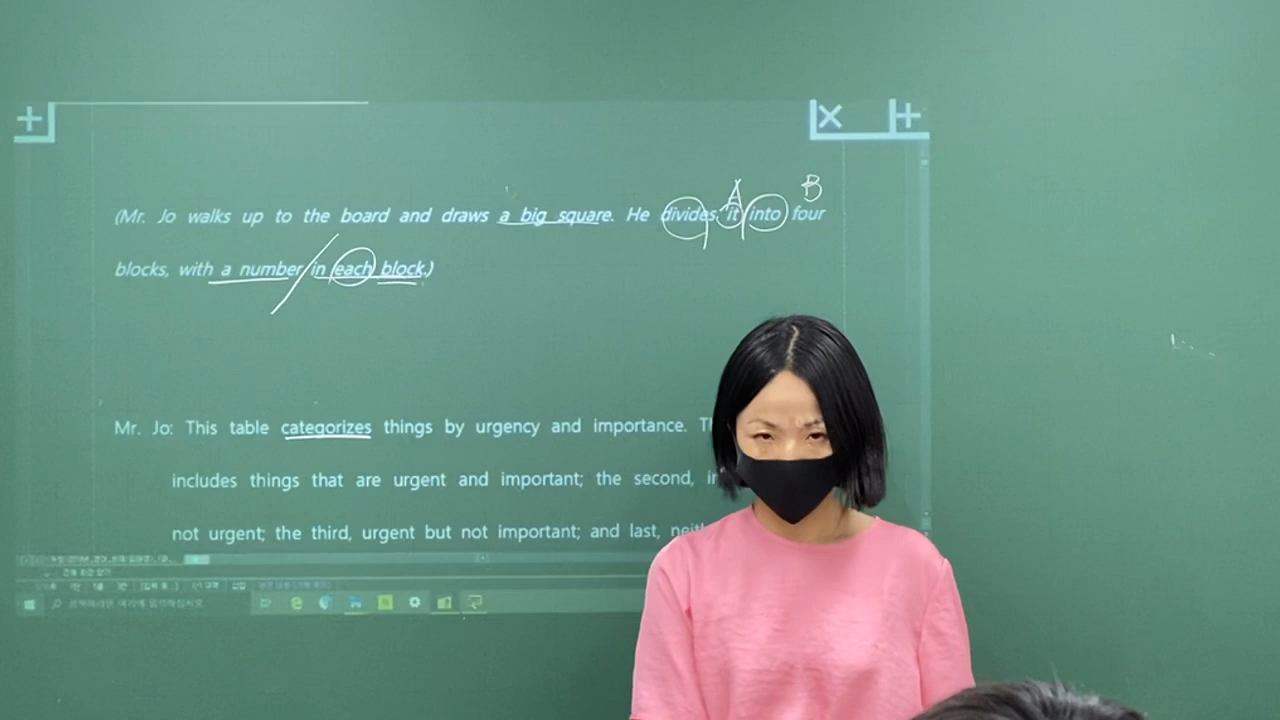 A B
(Mr. Jo walks up to the board and draws a big square. He divides it into four
blocks, with a number in each block.)
Mr. Jo: This table categorizes things by urgency and importance.
includes things that are urgent and important; the second,
not urgent; the third, urgent but not important; and last,